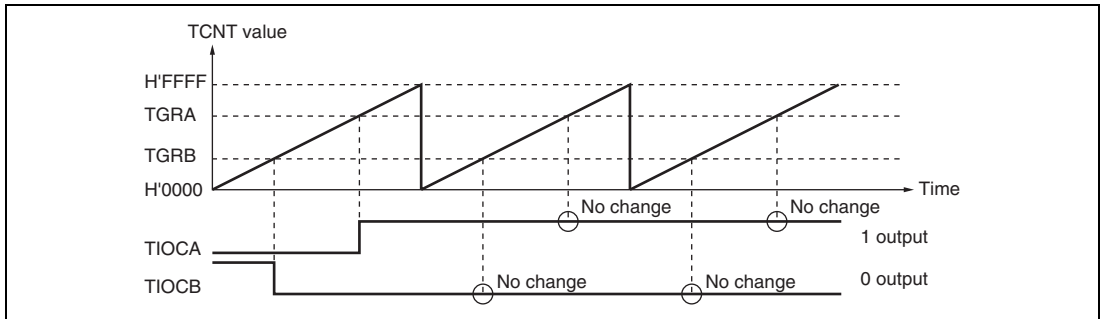 TCNT value
H'FFFF
TGRA
TGRB
H'0000
Time
No change
No change
TIOCA
1 output
No change
No change
TIOCB
0 output